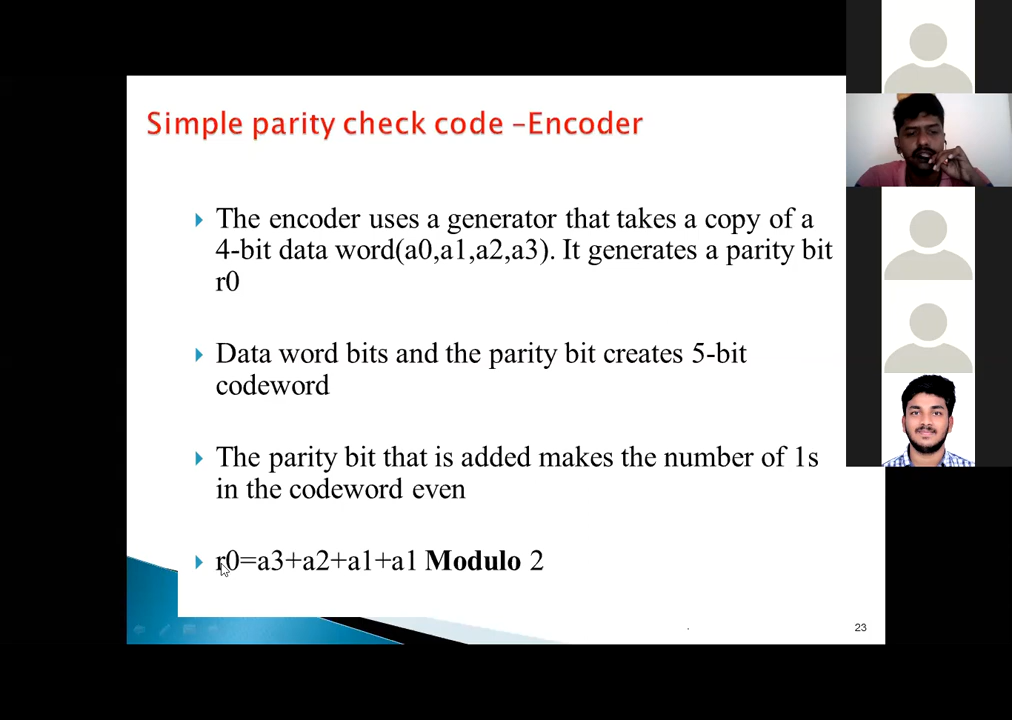 Simple parity check code –Encoder
The encoder uses a generator that takes a copy of a
4-bit data word(a0,a1,a2,a3). It generates a parity bit
r0
Data word bits and the parity bit creates 5-bit
codeword
The parity bit that is added makes the number of 1s
in the codeword even
r0=a3+a2+a1+a1 Modulo 2
23